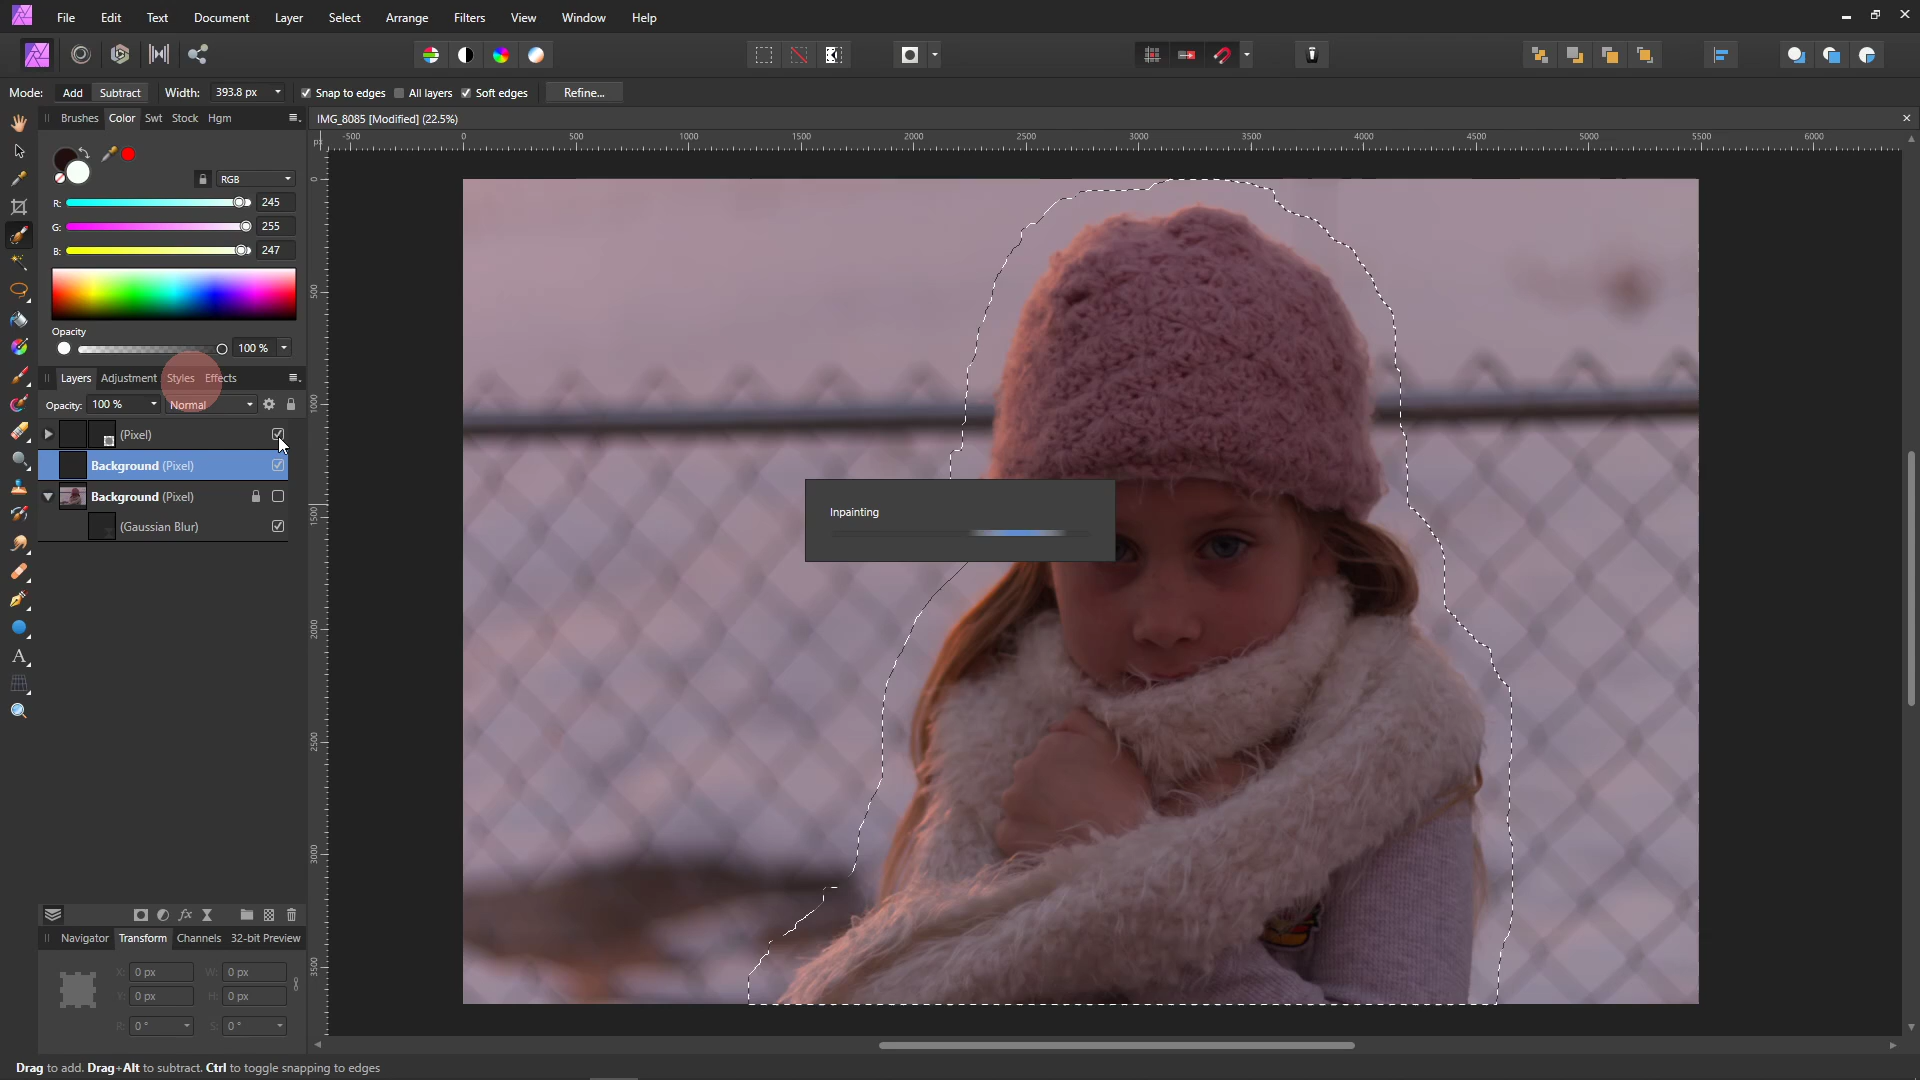 File Edit Text Document Layer Select Arrange Filters View Window Help
Mode: Add Subtract Width: 393.8 px Snap to edges All layers Soft edges Refine...
Brushes Color Swt Stock Hgm
IMG_8085 [Modified] (22.5%)
px -500 0 500 1000 1500 2000 2500 3000 3500 4000 4500 5000 5500 6000
RGB
R: 245
G: 255
B: 247
Opacity
100 %
Layers Adjustment Styles Effects
Opacity: 100 % Normal
(Pixel)
Background (Pixel)
Background (Pixel)
(Gaussian Blur)
0
500
1000
1500
2000
2500
3000
3500
Inpainting
Navigator Transform Channels 32-bit Preview
X: 0 px W: 0 px
Y: 0 px H: 0 px
R: 0 ° S: 0 °
Drag to add. Drag+Alt to subtract. Ctrl to toggle snapping to edges